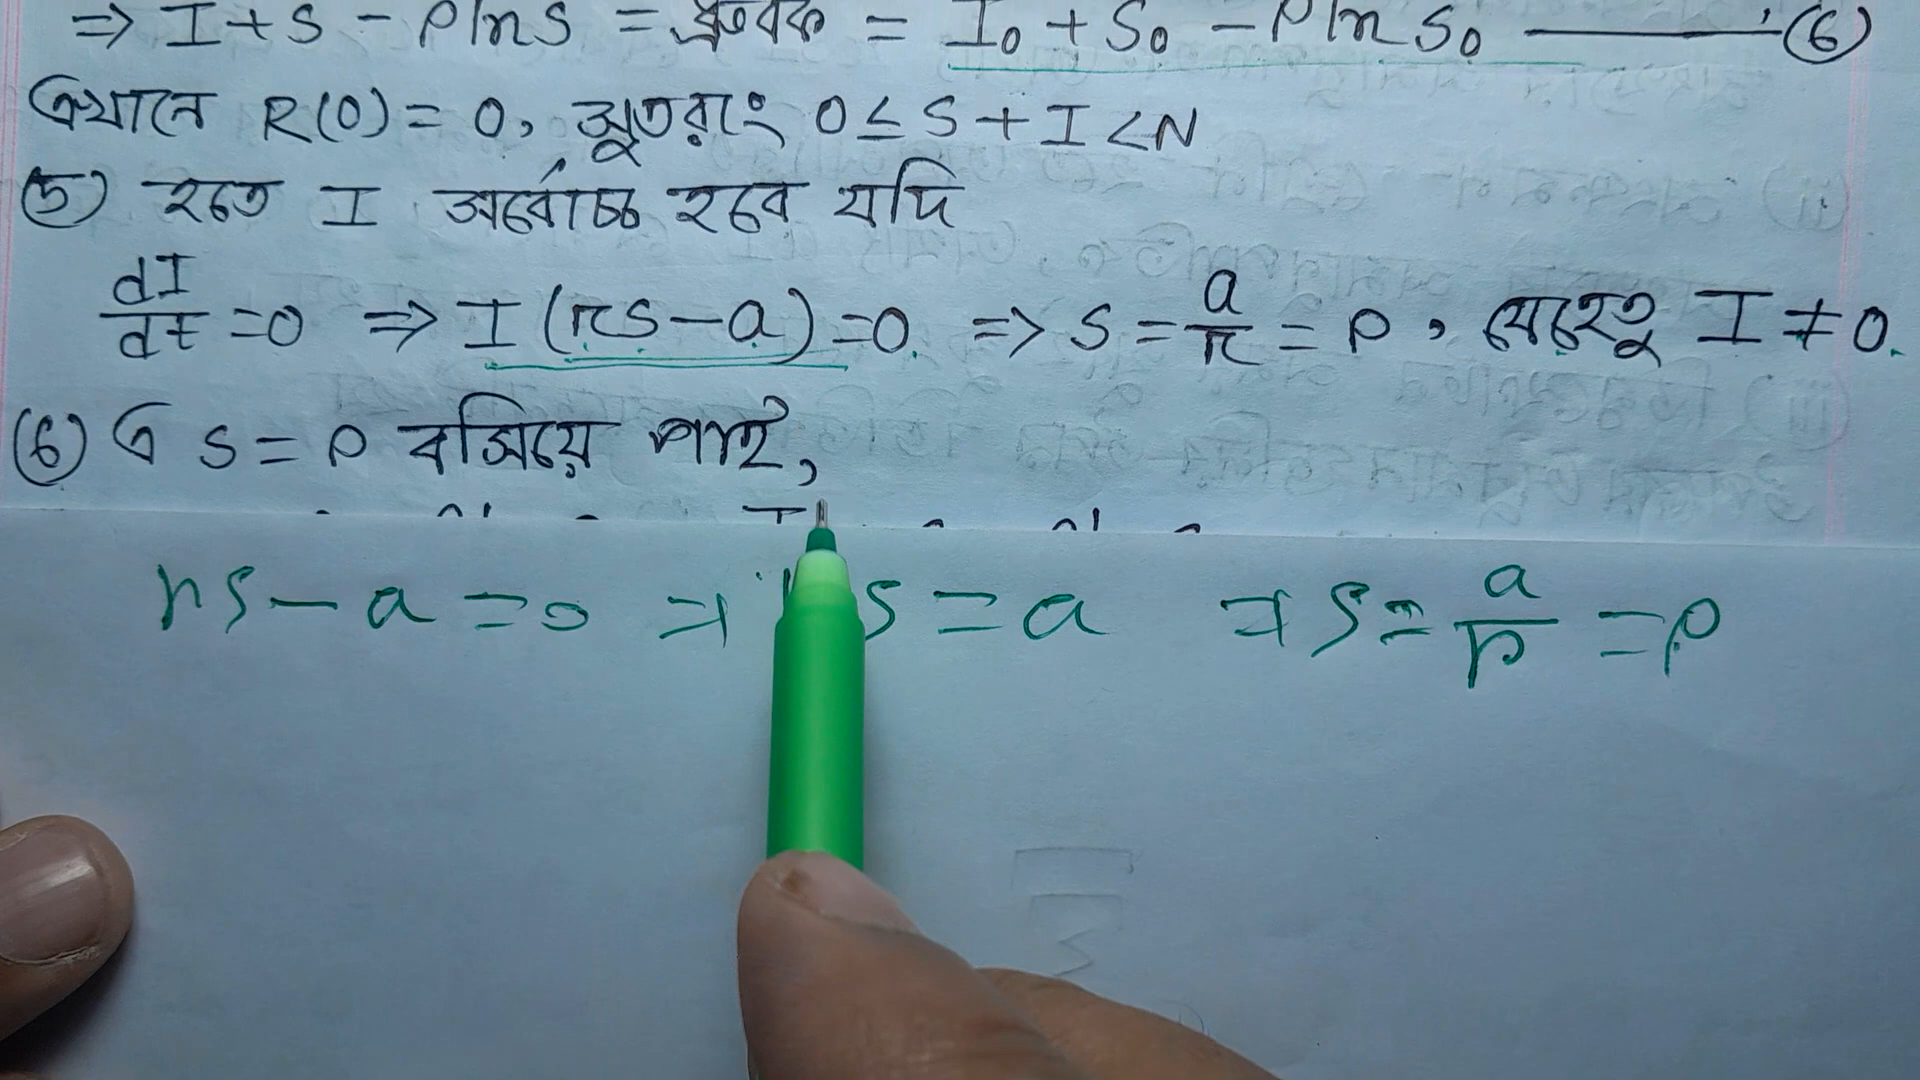 ⇒ I + S − ρ ln S = ধ্রুবক = I₀ + S₀ − ρ ln S₀ ——— (6)
এখানে R(0) = 0, সুতরাং 0 ≤ S + I < N
(5) হতে I সর্বোচ্চ হবে যদি
dI/dt = 0 ⇒ I(rS − a) = 0 ⇒ S = a/r = ρ, যেহেতু I ≠ 0.
(6) এ S = ρ বসিয়ে পাই,
rS − a = 0 ⇒ rS = a ⇒ S = a/r = ρ